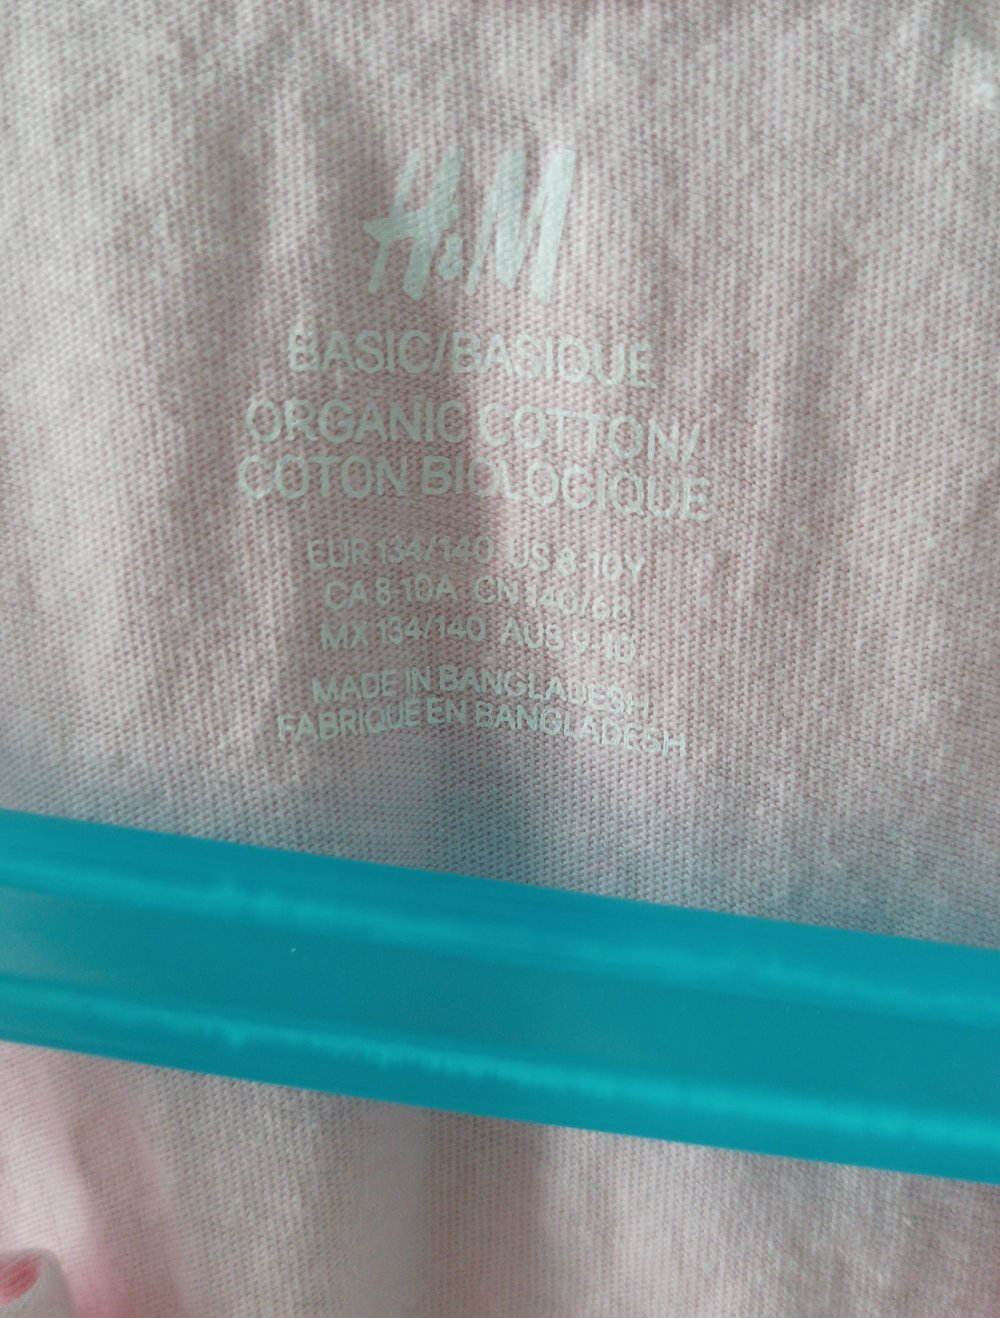 H&M
BASIC/BASIQUE
ORGANIC COTTON/
COTON BIOLOGIQUE
EUR 134/140 US 8-10Y
CA 8-10A CN 140/68
MX 134/140 AUS 9-10
MADE IN BANGLADESH
FABRIQUÉ EN BANGLADESH